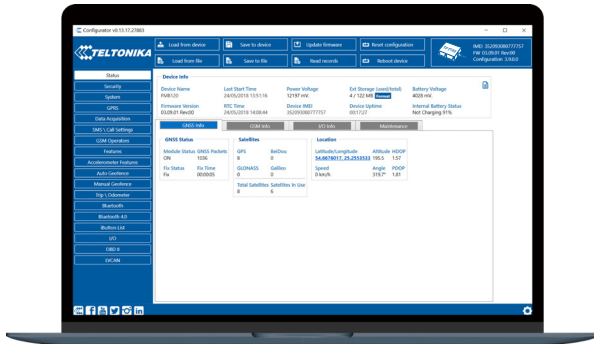 Configurator v0.13.17.27883
TELTONIKA
Load from device
Save to device
Update firmware
Reset configuration
Load from file
Save to file
Read records
Reboot device
IMEI 352093080777757
FW 03.09.01 Rev:00
Configuration 3.9.0.0
Status
Security
System
GPRS
Data Acquisition
SMS \ Call Settings
GSM Operators
Features
Accelerometer Features
Auto Geofence
Manual Geofence
Trip \ Odometer
Bluetooth
Bluetooth 4.0
iButton List
I/O
OBD II
LVCAN
Device Info
Device Name
FMB120
Last Start Time
24/05/2018 13:51:16
Power Voltage
12197 mV.
Ext Storage (used/total)
4 / 122 MB Format
Battery Voltage
4028 mV.
Firmware Version
03.09.01 Rev:00
RTC Time
24/05/2018 14:08:44
Device IMEI
352093080777757
Device Uptime
00:17:27
Internal Battery Status
Not Charging 91%
GNSS Info
GSM Info
I/O Info
Maintenance
GNSS Status
Module Status GNSS Packets
ON 1036
Fix Status Fix Time
Fix 00:00:05
Satellites
GPS BeiDou
8 0
GLONASS Galileo
0 0
Total Satellites Satellites in Use
8 6
Location
Latitude/Longitude Altitude HDOP
54.6676017, 25.2553533 195.5 1.57
Speed Angle PDOP
0 km/h 319.7° 1.81